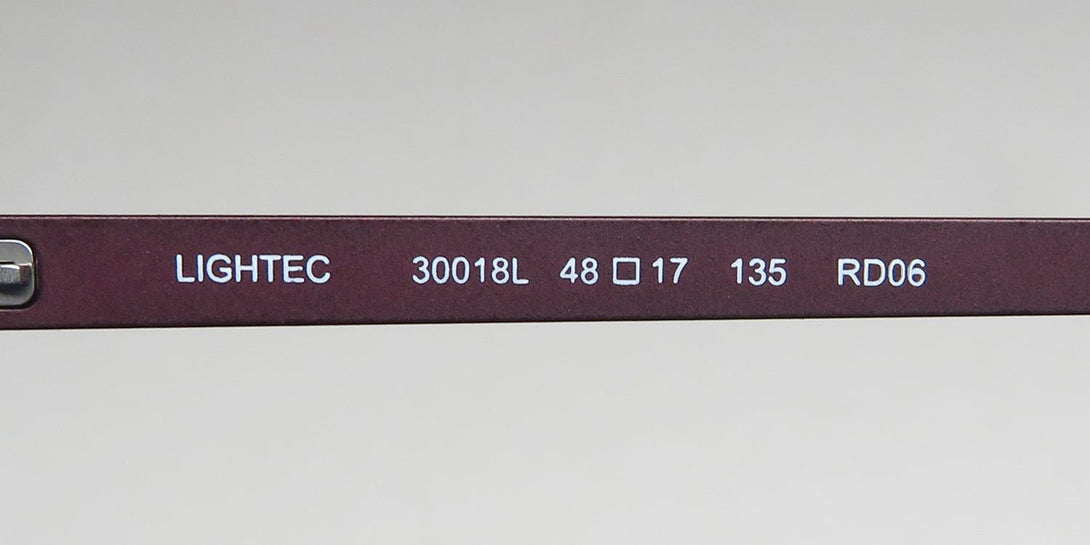 LIGHTEC 30018L 48 □ 17 135 RD06